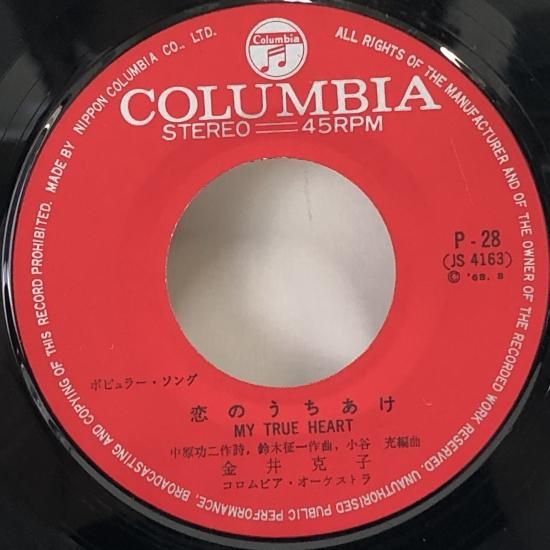 MADE BY NIPPON COLUMBIA CO., LTD. ALL RIGHTS OF THE MANUFACTURER AND OF THE OWNER OF THE RECORDED WORK RESERVED. UNAUTHORISED PUBLIC PERFORMANCE; BROADCASTING AND COPYING OF THIS RECORD PROHIBITED.
Columbia
COLUMBIA
STEREO 45RPM
P - 28
(JS 4163)
© '68. 8
ポピュラー・ソング
恋のうちあけ
MY TRUE HEART
中原功二作詩, 鈴木征一作曲, 小谷 充編曲
金井克子
コロムビア・オーケストラ